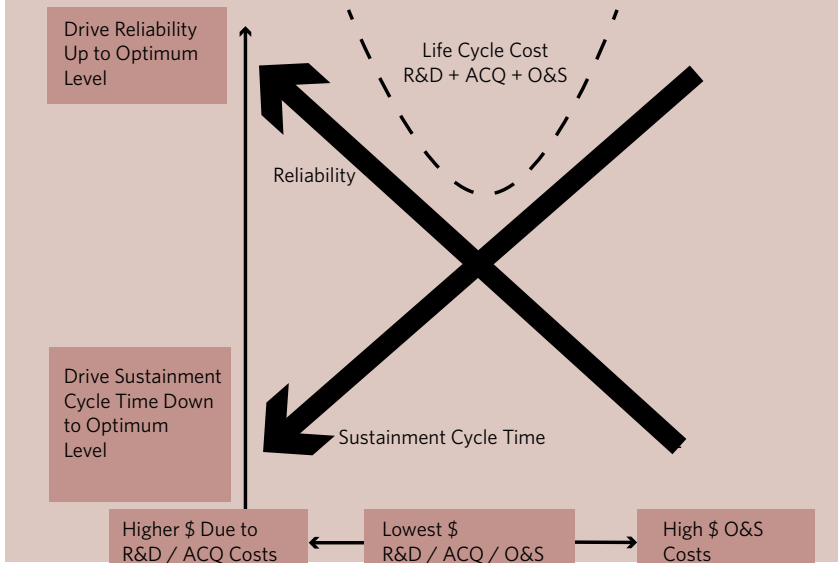 Drive Reliability
Up to Optimum
Level
Life Cycle Cost
R&D + ACQ + O&S
Reliability
Drive Sustainment
Cycle Time Down
to Optimum
Level
Sustainment Cycle Time
Higher $ Due to
R&D / ACQ Costs
Lowest $
R&D / ACQ / O&S
High $ O&S
Costs